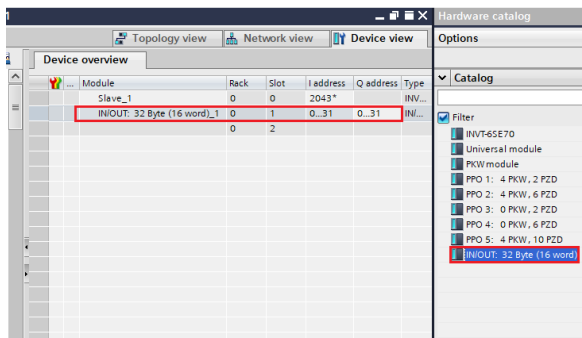 Hardware catalog
Topology view
Network view
Device view
Options
Device overview
... Module Rack Slot I address Q address Type
Slave_1 0 0 2043* INV...
IN/OUT: 32 Byte (16 word)_1 0 1 0...31 0...31 IN/...
0 2
Catalog
Filter
INVT-6SE70
Universal module
PKW module
PPO 1: 4 PKW, 2 PZD
PPO 2: 4 PKW, 6 PZD
PPO 3: 0 PKW, 2 PZD
PPO 4: 0 PKW, 6 PZD
PPO 5: 4 PKW, 10 PZD
IN/OUT: 32 Byte (16 word)